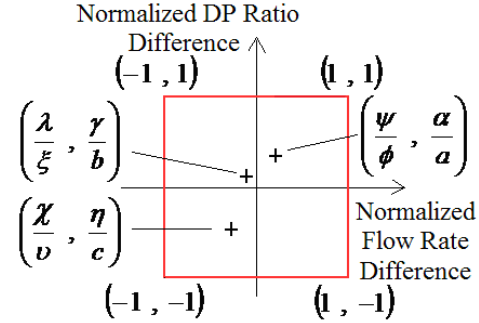 Normalized DP Ratio
Difference
(−1 , 1)
(1 , 1)
(λ/ξ , γ/b)
(ψ/ϕ , α/a)
(χ/υ , η/c)
Normalized
Flow Rate
Difference
(−1 , −1)
(1 , −1)